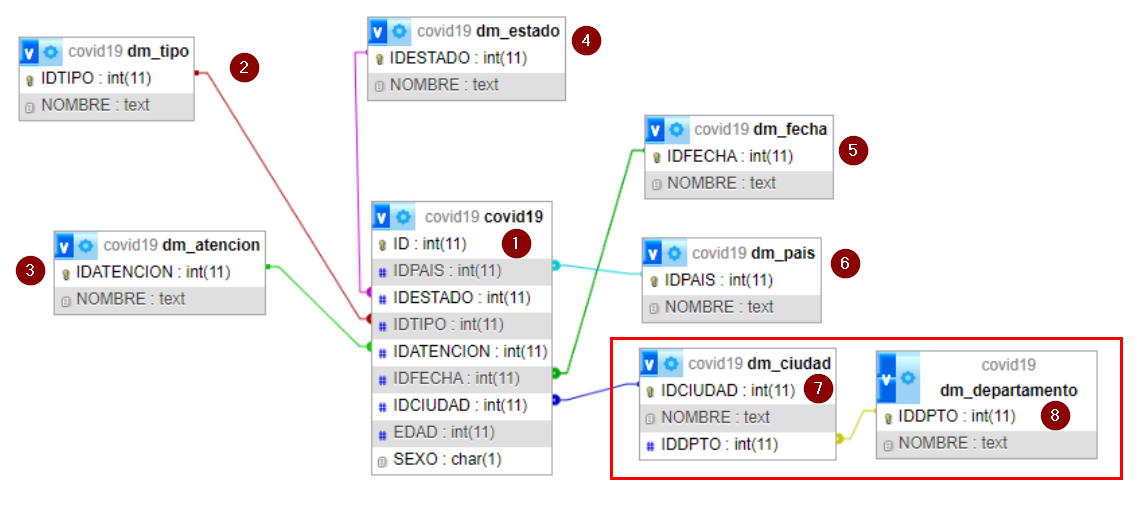 covid19 dm_tipo
IDTIPO : int(11)
NOMBRE : text
2
covid19 dm_estado
IDESTADO : int(11)
NOMBRE : text
4
covid19 dm_fecha
IDFECHA : int(11)
NOMBRE : text
5
covid19 dm_atencion
IDATENCION : int(11)
NOMBRE : text
3
covid19 covid19
ID : int(11)
IDPAIS : int(11)
IDESTADO : int(11)
IDTIPO : int(11)
IDATENCION : int(11)
IDFECHA : int(11)
IDCIUDAD : int(11)
EDAD : int(11)
SEXO : char(1)
1
covid19 dm_pais
IDPAIS : int(11)
NOMBRE : text
6
covid19 dm_ciudad
IDCIUDAD : int(11)
NOMBRE : text
IDDPTO : int(11)
7
covid19
dm_departamento
IDDPTO : int(11)
NOMBRE : text
8